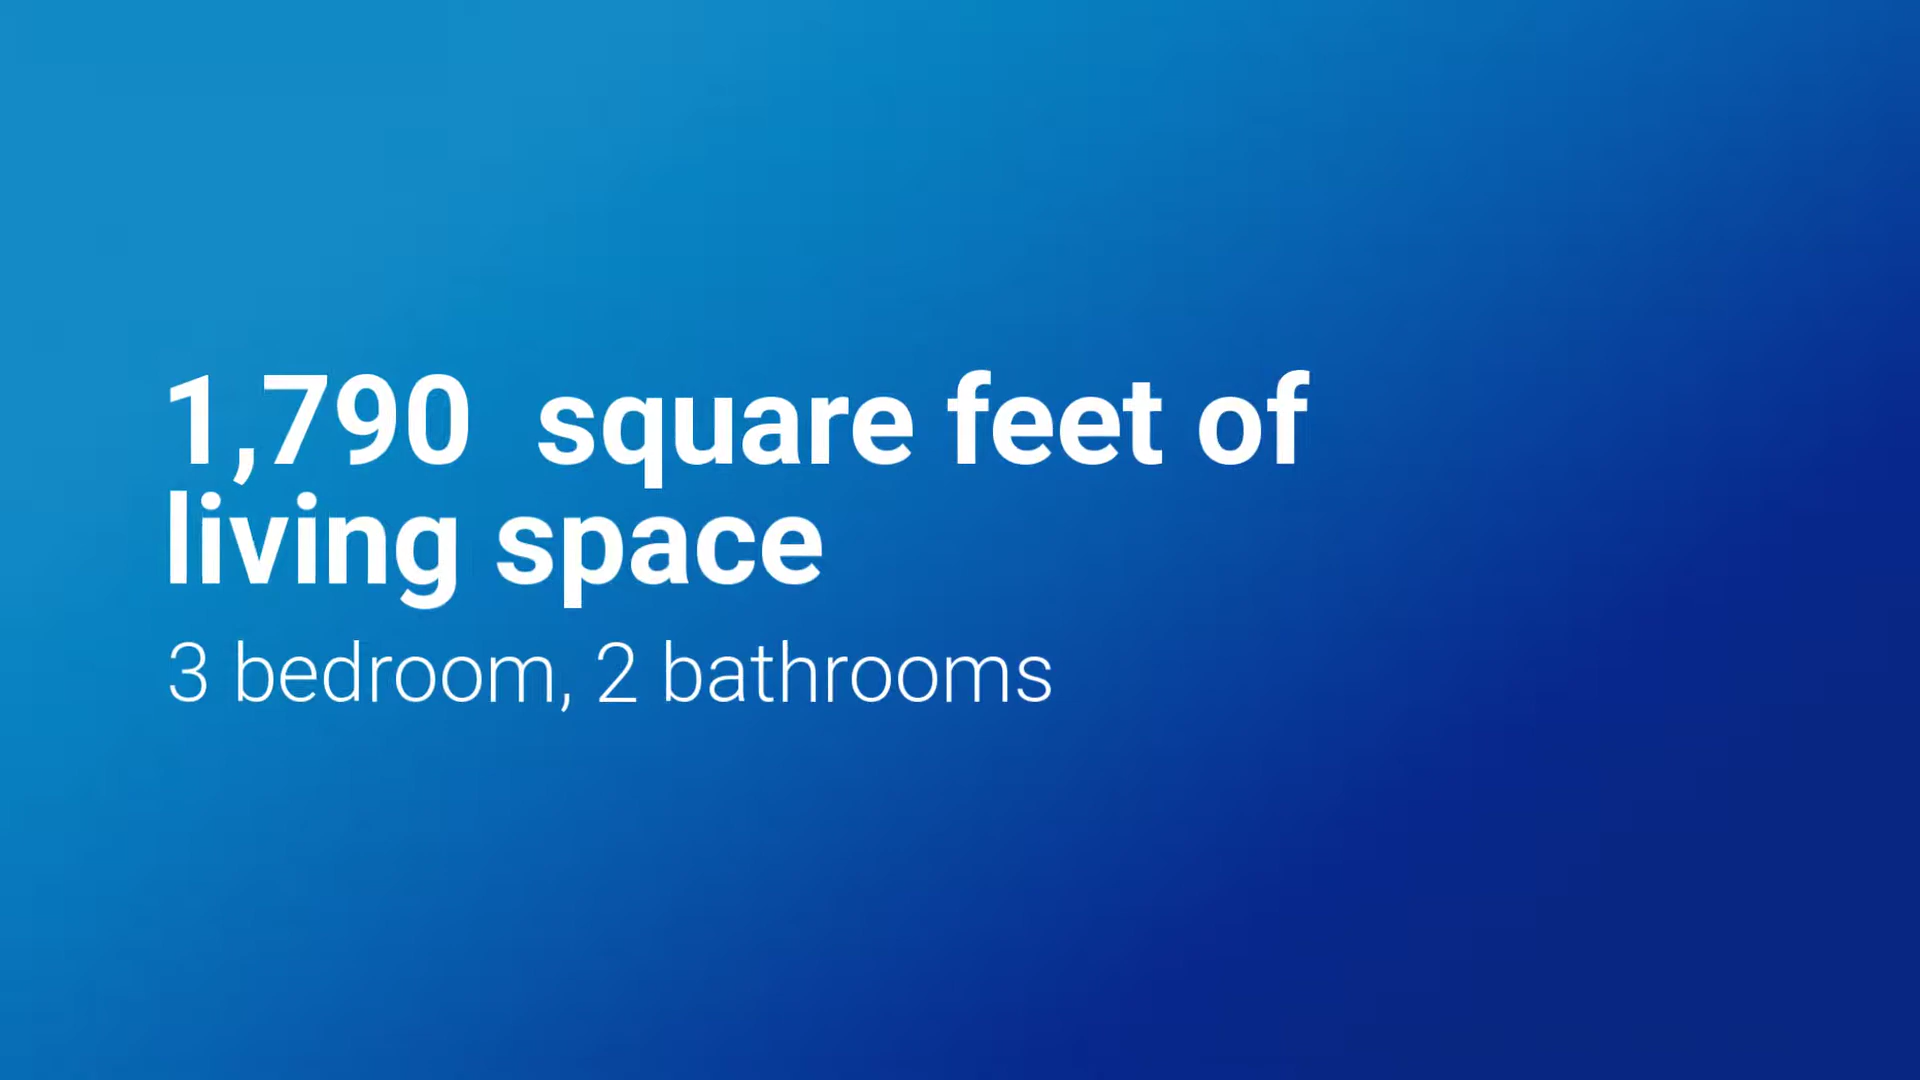 1,790  square feet of
living space
3 bedroom, 2 bathrooms